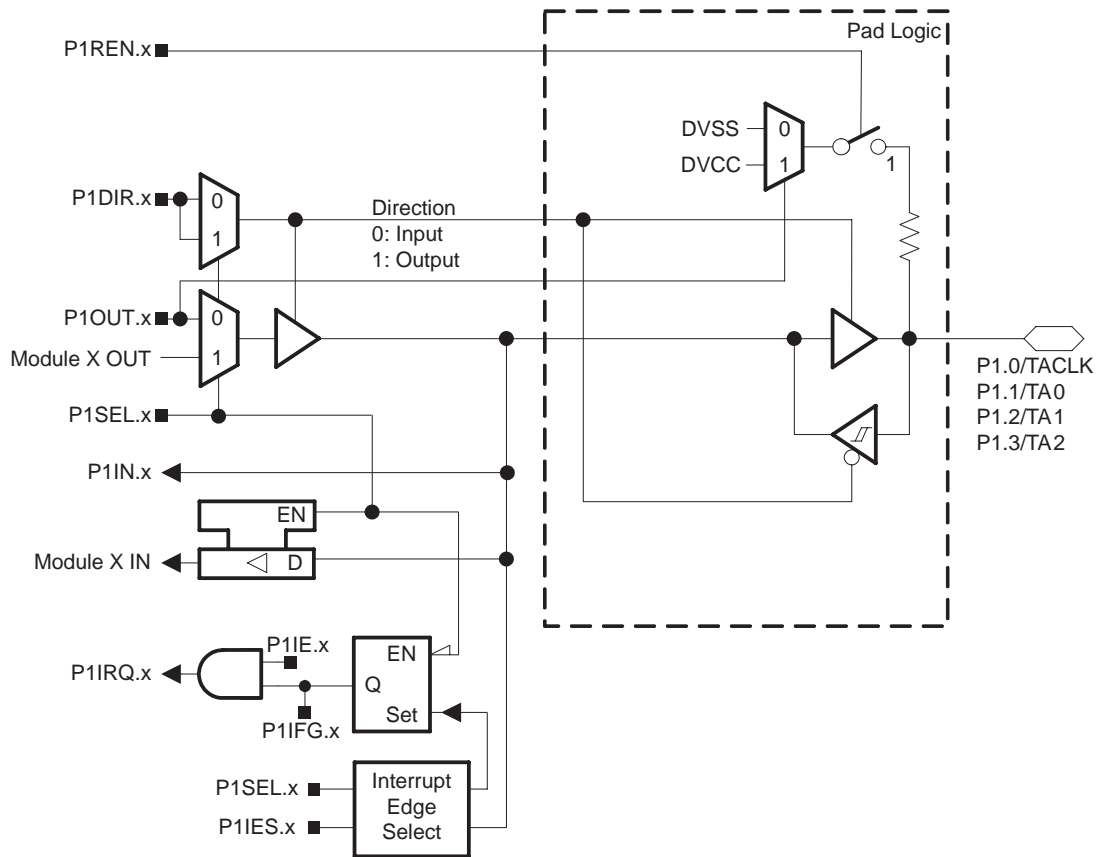 Pad Logic
P1REN.x
DVSS
0
DVCC
1
1
P1DIR.x
0
1
Direction
0: Input
1: Output
P1OUT.x
0
Module X OUT
1
P1.0/TACLK
P1.1/TA0
P1.2/TA1
P1.3/TA2
P1SEL.x
P1IN.x
EN
Module X IN
D
P1IE.x
EN
P1IRQ.x
Q
P1IFG.x
Set
P1SEL.x
P1IES.x
Interrupt
Edge
Select